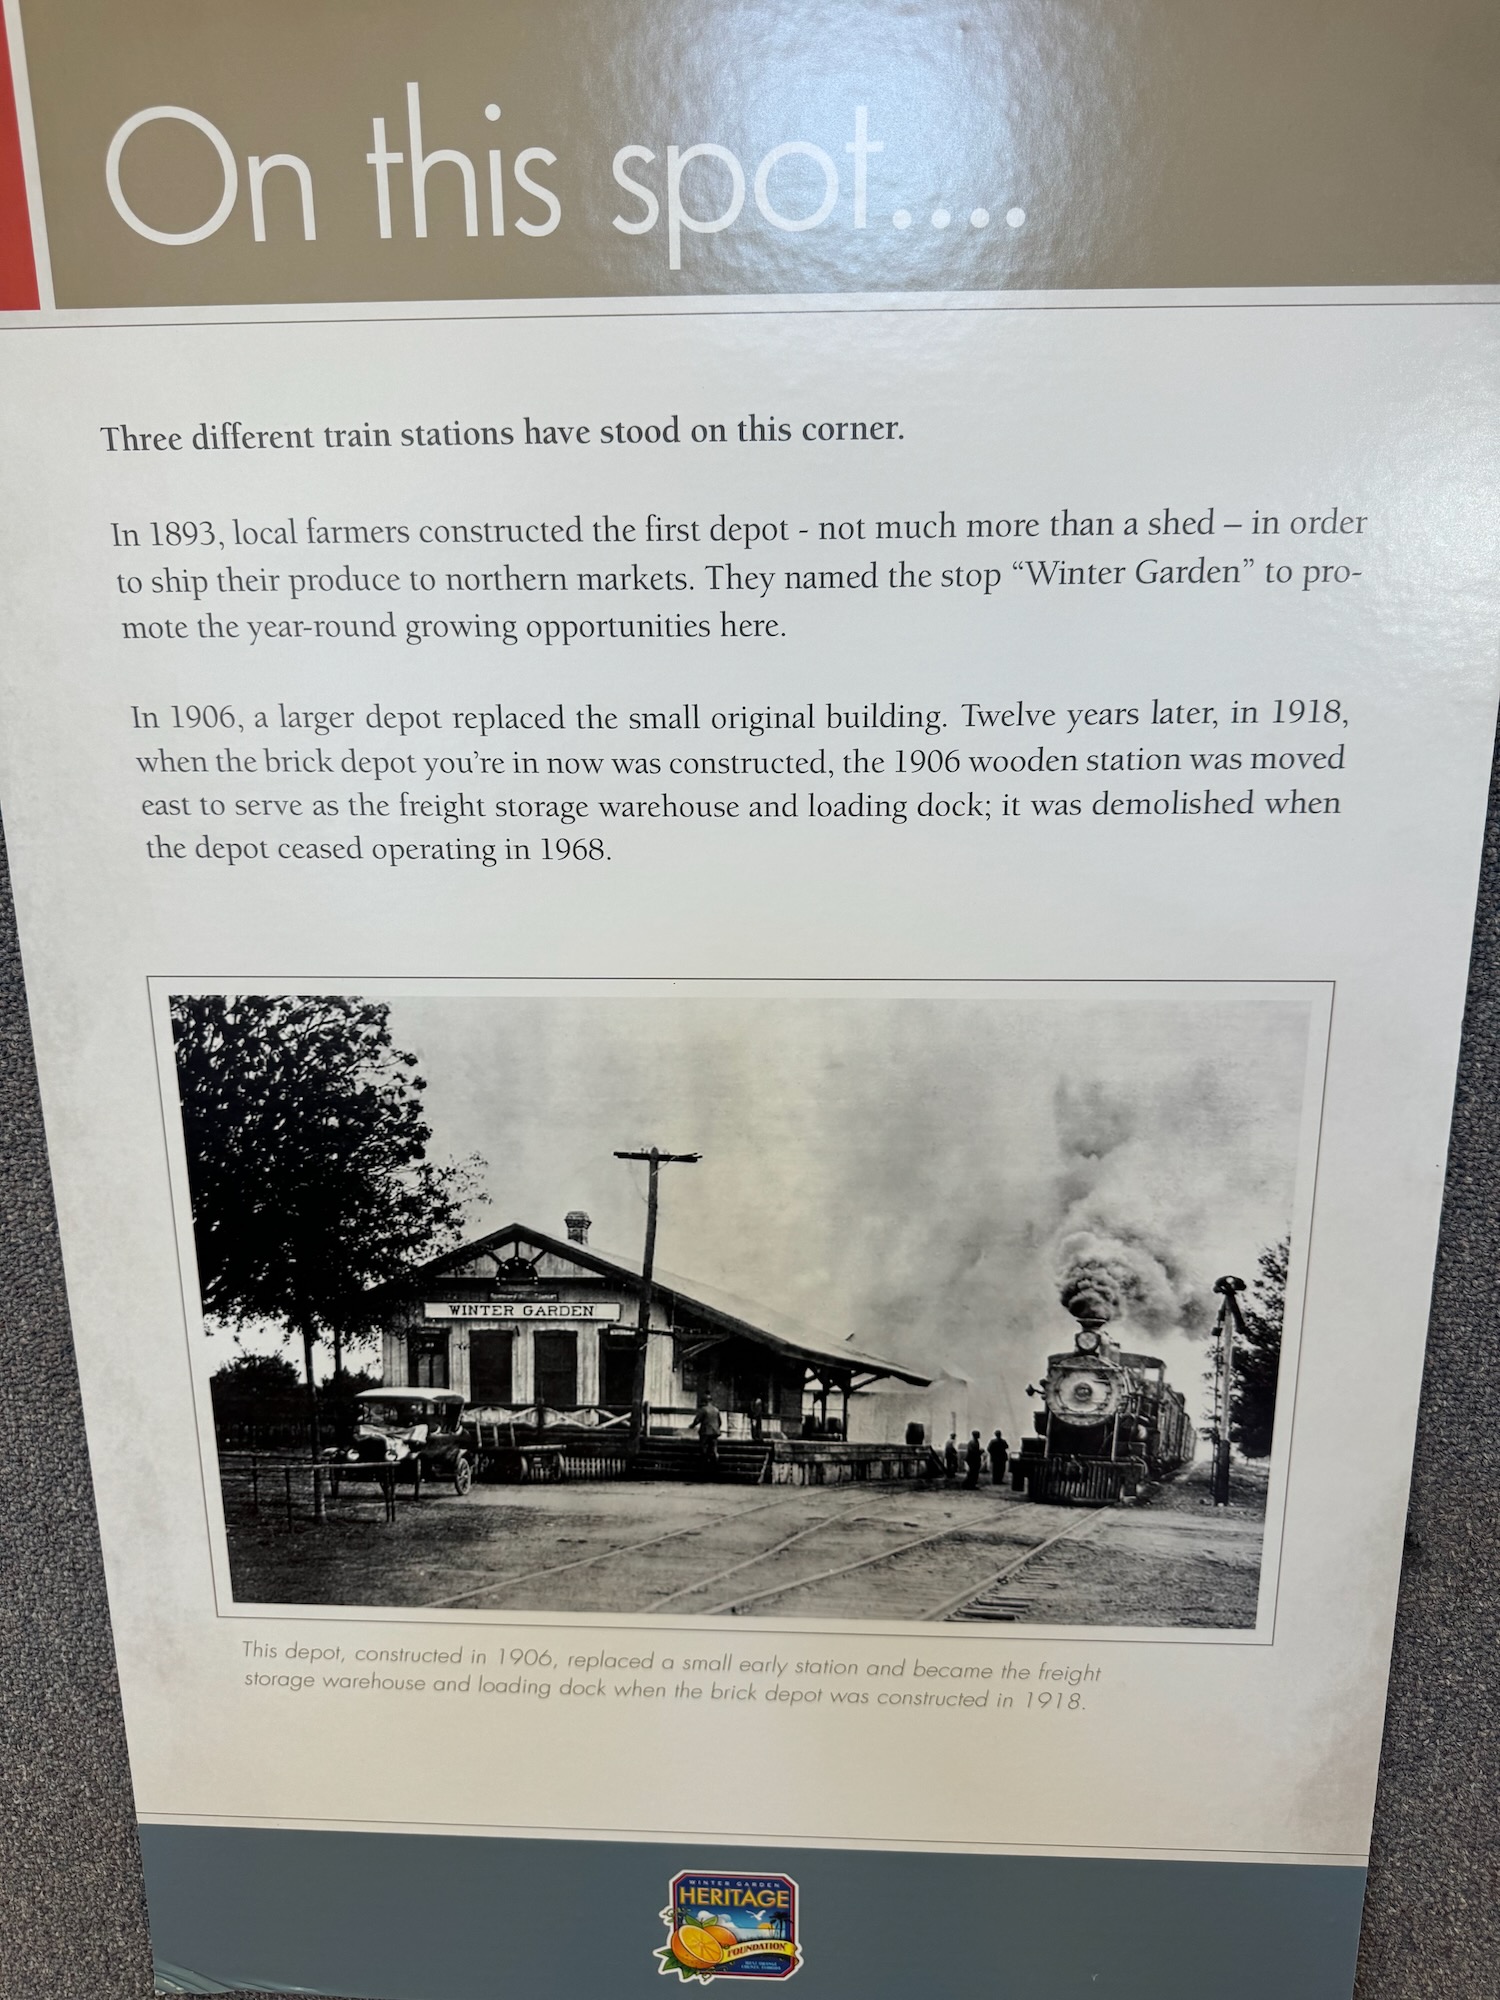 On this spot....
Three different train stations have stood on this corner.
In 1893, local farmers constructed the first depot - not much more than a shed – in order
to ship their produce to northern markets. They named the stop “Winter Garden” to pro-
mote the year-round growing opportunities here.
In 1906, a larger depot replaced the small original building. Twelve years later, in 1918,
when the brick depot you’re in now was constructed, the 1906 wooden station was moved
east to serve as the freight storage warehouse and loading dock; it was demolished when
the depot ceased operating in 1968.
WINTER GARDEN
This depot, constructed in 1906, replaced a small early station and became the freight
storage warehouse and loading dock when the brick depot was constructed in 1918.
WINTER GARDEN
HERITAGE
FOUNDATION
WEST ORANGE
COUNTY, FLORIDA